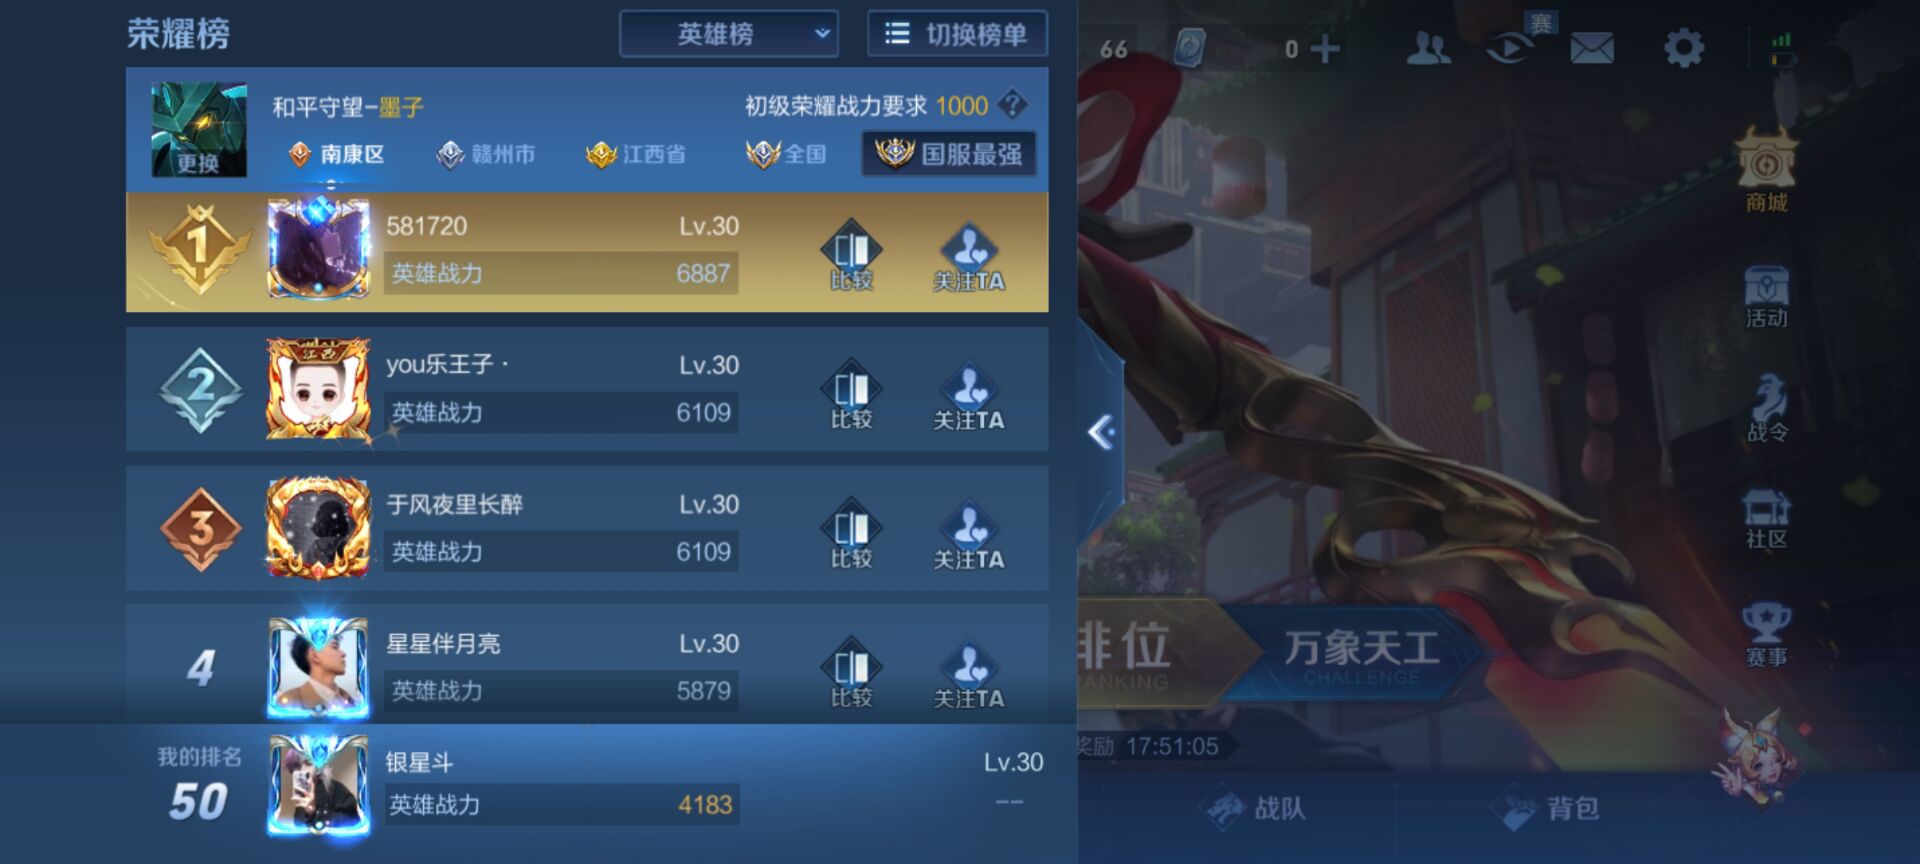 荣耀榜
英雄榜
切换榜单
和平守望-墨子
初级荣耀战力要求 1000 ?
更换
南康区
赣州市
江西省
全国
国服最强
1
581720
Lv.30
英雄战力
6887
比较
关注TA
2
江西
you乐王子·
Lv.30
英雄战力
6109
比较
关注TA
3
于风夜里长醉
Lv.30
英雄战力
6109
比较
关注TA
4
星星伴月亮
Lv.30
英雄战力
5879
比较
关注TA
我的排名
50
银星斗
Lv.30
英雄战力
4183
--
66
0
赛
商城
活动
战令
社区
赛事
排位
RANKING
万象天工
CHALLENGE
奖励 17:51:05
战队
背包